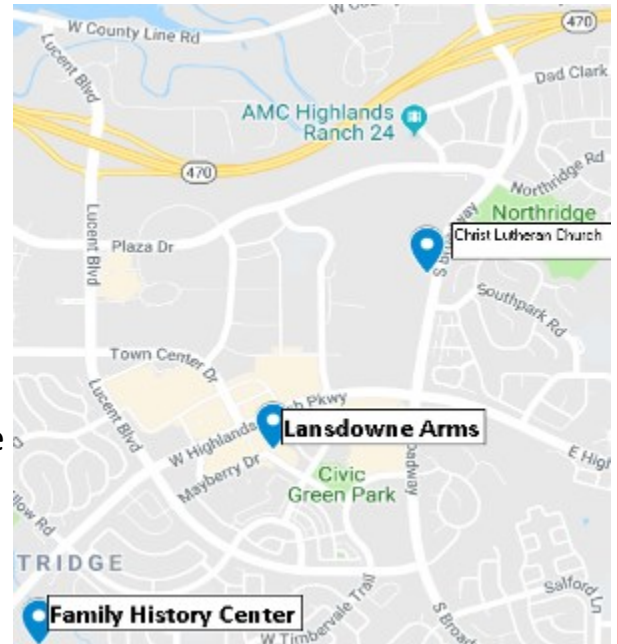 W County Line Rd
470
Lucent Blvd
Dad Clark
AMC Highlands
Ranch 24
470
Northridge Rd
Northridge
Christ Lutheran Church
Lucent Blvd
Plaza Dr
Southpark Rd
Town Center Dr
Lucent Blvd
W Highlands
Pkwy
Lansdowne Arms
E High
Mayberry Dr
Civic
Green Park
TRIDGE
Salford Ln
Family History Center
W Timbervale Trail
S Broad